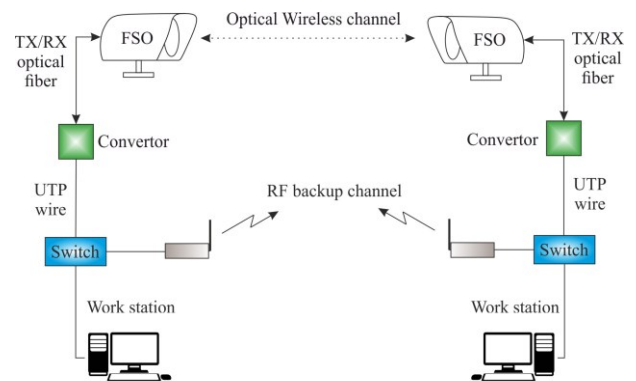 Optical Wireless channel
TX/RX
optical
fiber
FSO
FSO
TX/RX
optical
fiber
Convertor
Convertor
UTP
wire
RF backup channel
UTP
wire
Switch
Switch
Work station
Work station